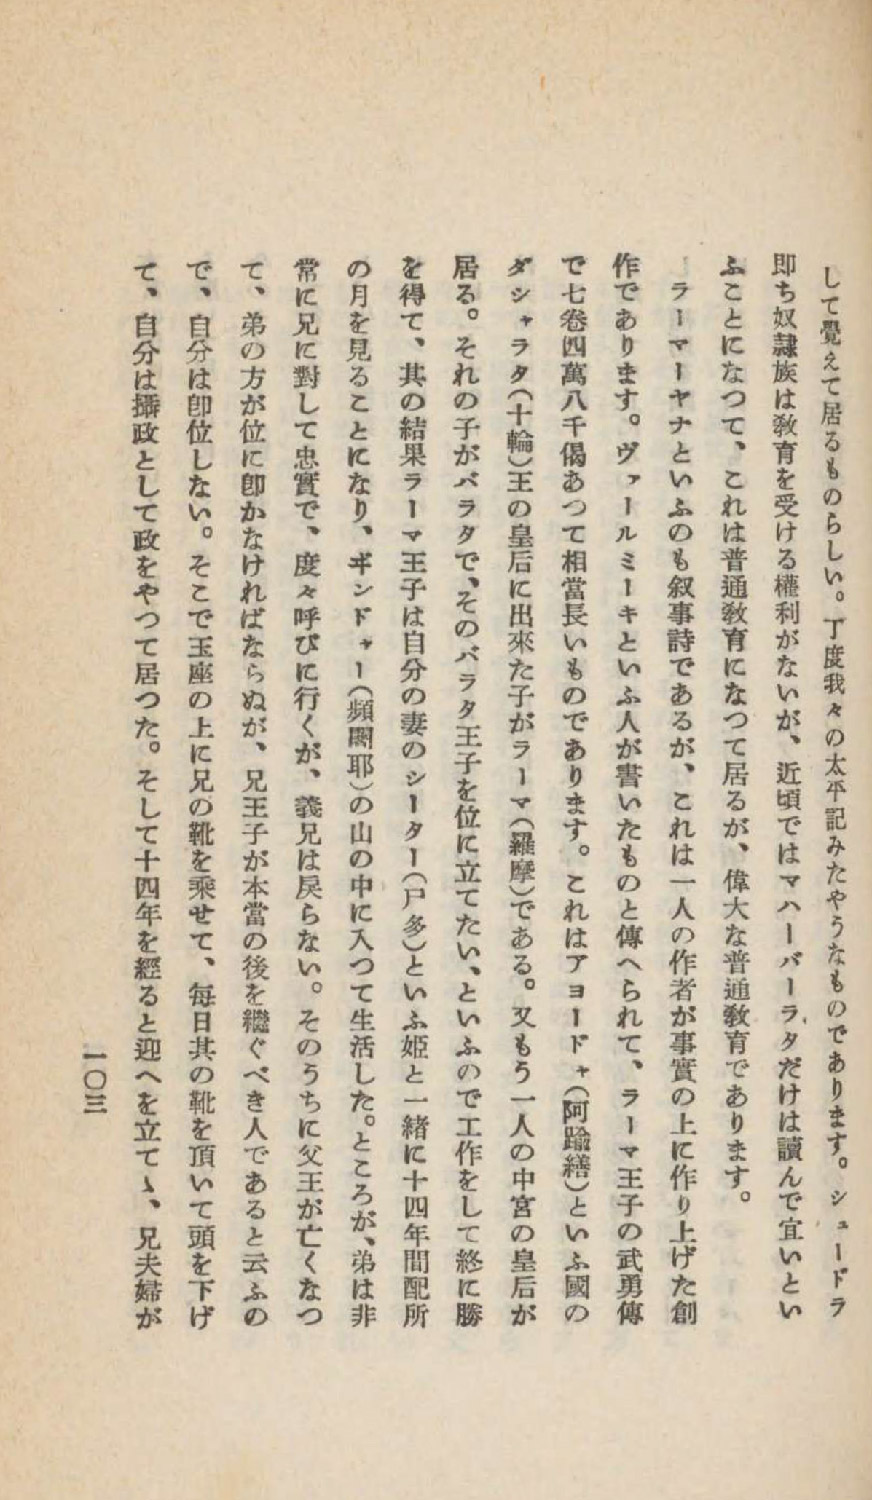 して覺えて居るものらしい。丁度我々の太平記みたやうなものであります。シュードラ
即ち奴隷族は教育を受ける權利がないが、近頃ではマハーバーラタだけは讀んで宜いとい
ふことになつて、これは普通教育になつて居るが、偉大な普通教育であります。
ラーマーヤナといふのも叙事詩であるが、これは一人の作者が事實の上に作り上げた創
作であります。ヴァールミーキといふ人が書いたものと傳へられて、ラーマ王子の武勇傳
で七卷四萬八千偈あつて相當長いものであります。これはアヨードャ(阿踰繕)といふ國の
ダシャラタ(十輪)王の皇后に出來た子がラーマ(羅摩)である。又もう一人の中宮の皇后が
居る。それの子がバラタで、そのバラタ王子を位に立てたい、といふので工作をして終に勝
を得て、其の結果ラーマ王子は自分の妻のシーター(戸多)といふ姫と一緒に十四年間配所
の月を見ることになり、ギンドャー(頻闍耶)の山の中に入つて生活した。ところが、弟は非
常に兄に對して忠實で、度々呼びに行くが、義兄は戻らない。そのうちに父王が亡くなつ
て、弟の方が位に卽かなければならぬが、兄王子が本當の後を繼ぐべき人であると云ふの
で、自分は卽位しない。そこで玉座の上に兄の靴を乘せて、毎日其の靴を頂いて頭を下げ
て、自分は攝政として政をやつて居つた。そして十四年を經ると迎へを立てゝ、兄夫婦が
一〇三